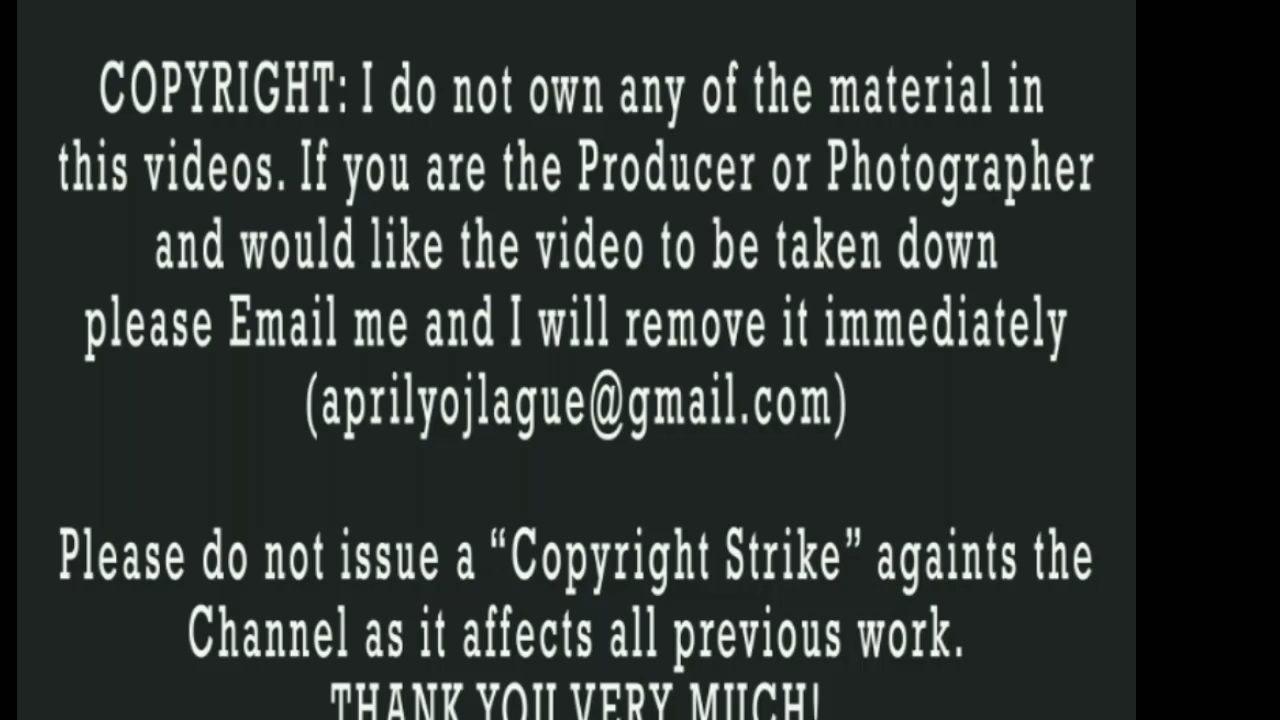 COPYRIGHT: I do not own any of the material in
this videos. If you are the Producer or Photographer
and would like the video to be taken down
please Email me and I will remove it immediately
(aprilyojlague@gmail.com)
Please do not issue a “Copyright Strike” againts the
Channel as it affects all previous work.
THANK YOU VERY MUCH!